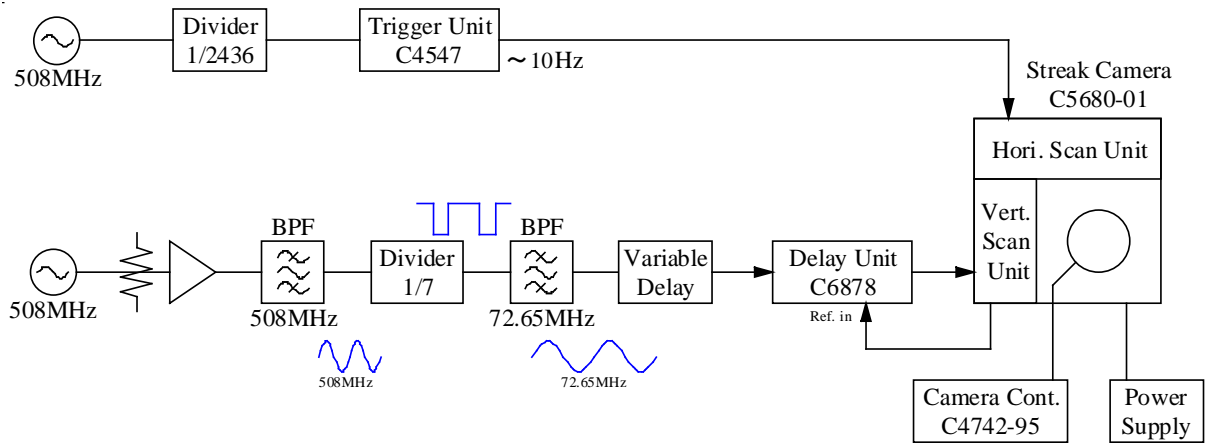 508MHz
Divider
1/2436
Trigger Unit
C4547
~10Hz
Streak Camera
C5680-01
Hori. Scan Unit
Vert.
Scan
Unit
508MHz
BPF
508MHz
508MHz
Divider
1/7
BPF
72.65MHz
72.65MHz
Variable
Delay
Delay Unit
C6878
Ref. in
Camera Cont.
C4742-95
Power
Supply